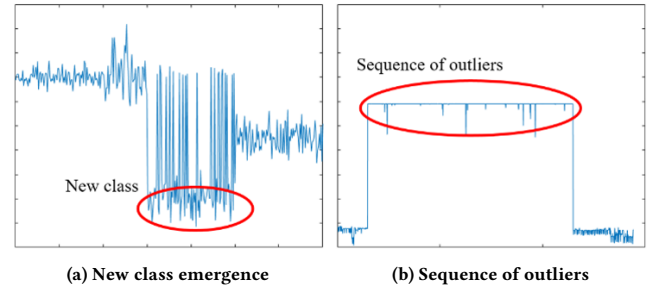 New class
Sequence of outliers
(a) New class emergence
(b) Sequence of outliers